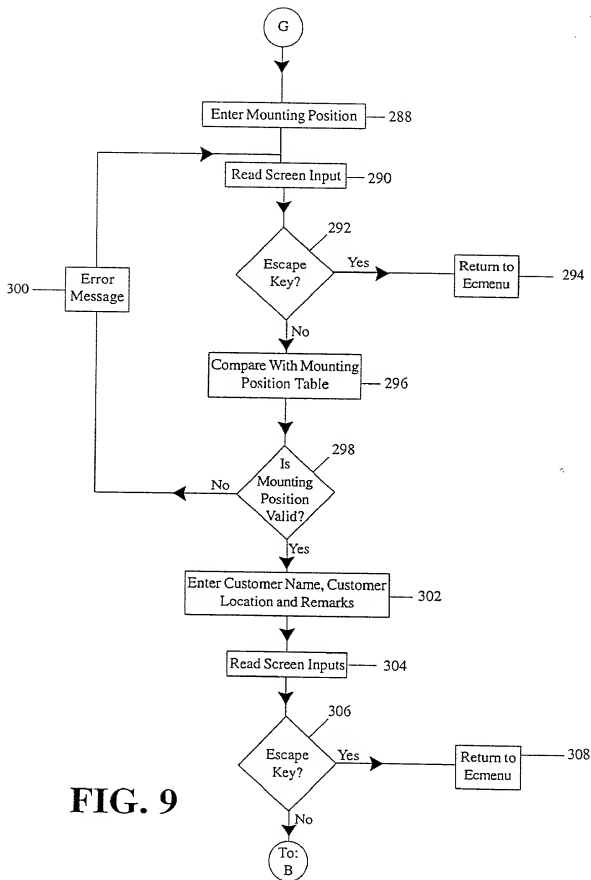 G
Enter Mounting Position
288
Read Screen Input
290
292
Escape
Key?
Yes
Return to
Ecmenu
294
Error
Message
300
No
Compare With Mounting
Position Table
296
298
Is
Mounting
Position
Valid?
No
Yes
Enter Customer Name, Customer
Location and Remarks
302
Read Screen Inputs
304
306
Escape
Key?
Yes
Return to
Ecmenu
308
FIG. 9
No
To:
B